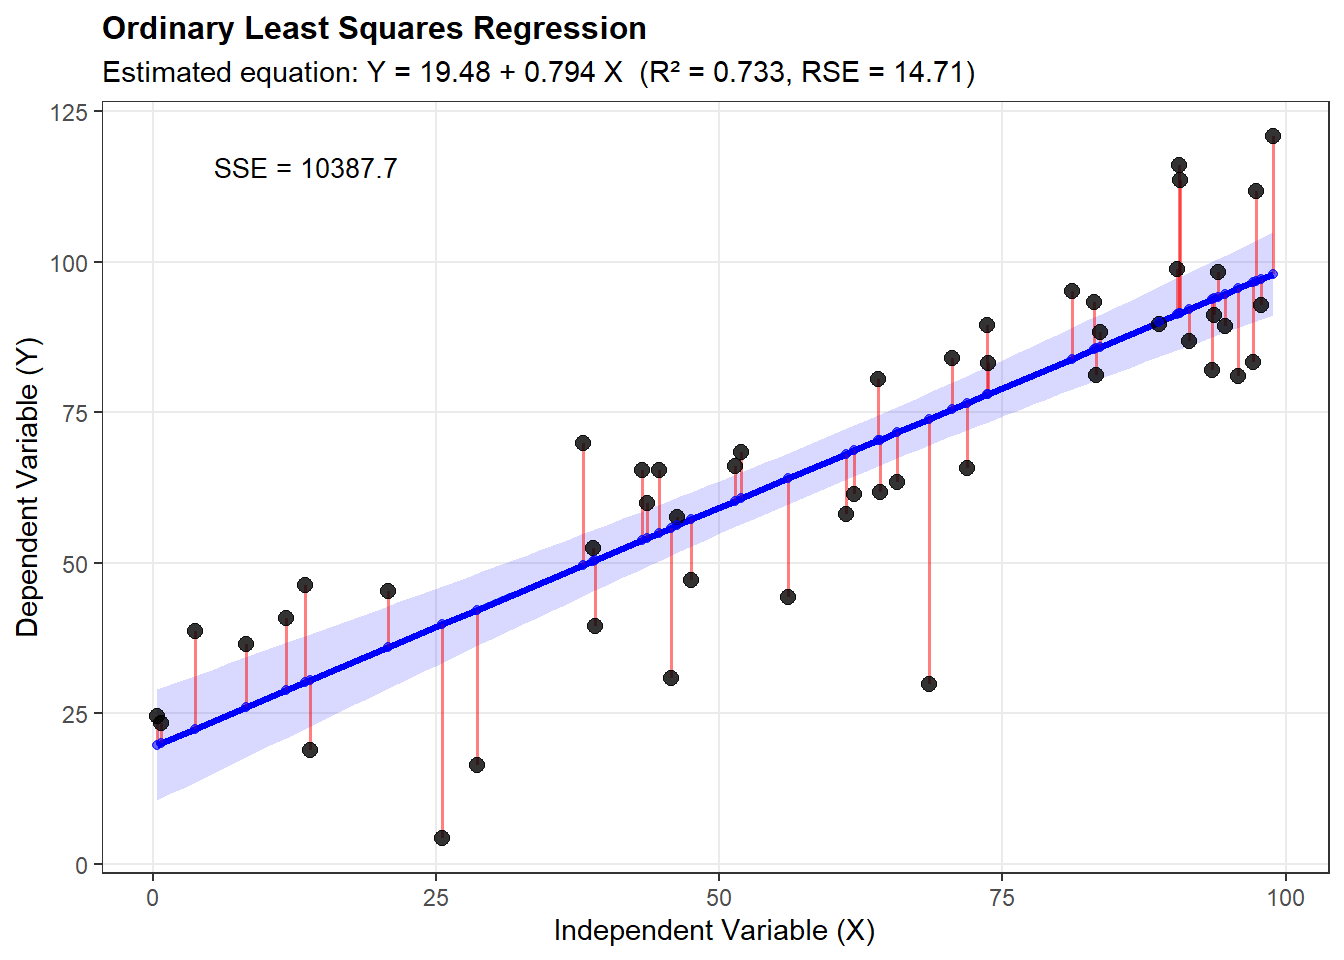 Ordinary Least Squares Regression
Estimated equation: Y = 19.48 + 0.794 X  (R² = 0.733, RSE = 14.71)
SSE = 10387.7
Dependent Variable (Y)
125
100
75
50
25
0
0
25
50
75
100
Independent Variable (X)